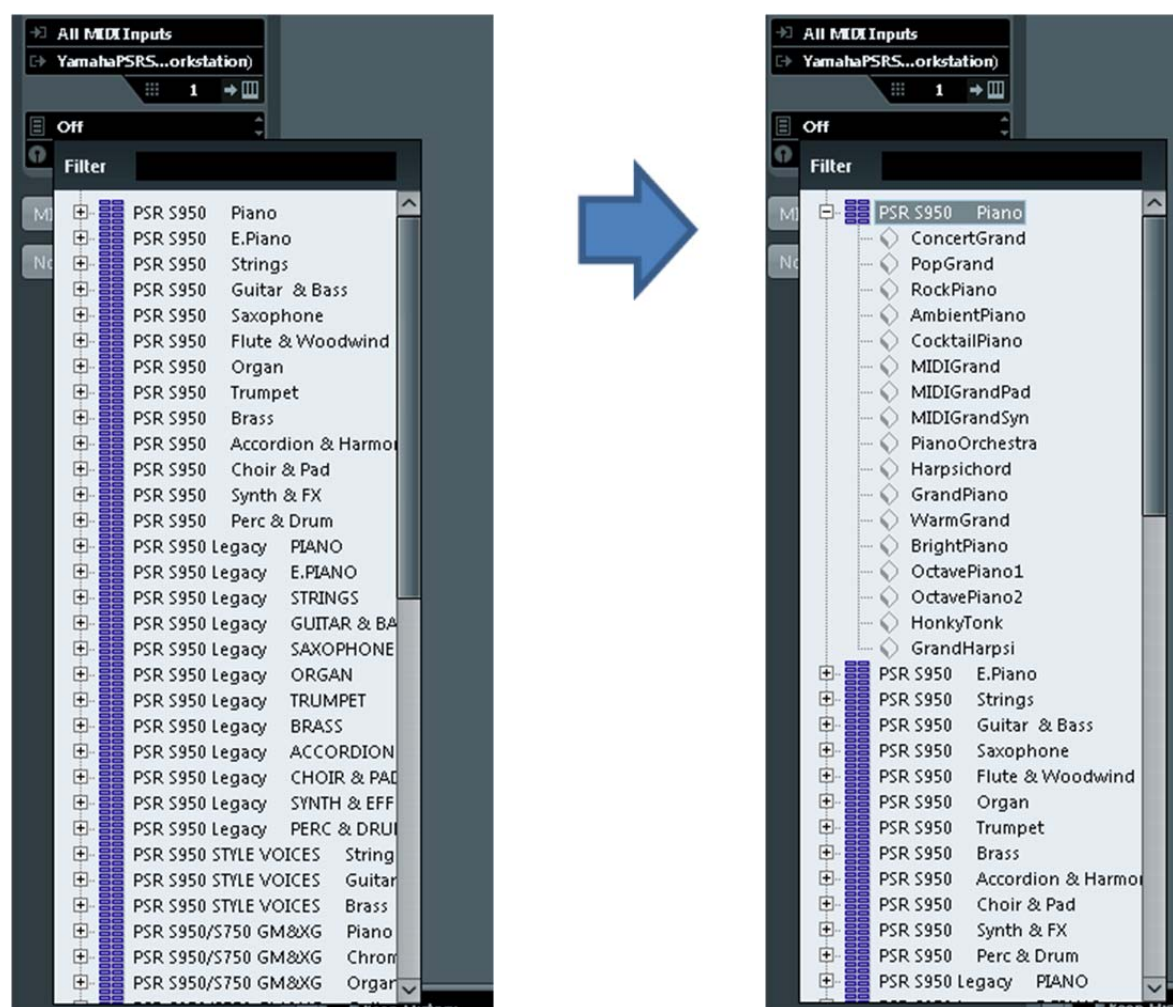 All MIDI Inputs
YamahaPSRS...orkstation)
1
Off
Filter
PSR S950 Piano
PSR S950 E.Piano
PSR S950 Strings
PSR S950 Guitar & Bass
PSR S950 Saxophone
PSR S950 Flute & Woodwind
PSR S950 Organ
PSR S950 Trumpet
PSR S950 Brass
PSR S950 Accordion & Harmo
PSR S950 Choir & Pad
PSR S950 Synth & FX
PSR S950 Perc & Drum
PSR S950 Legacy PIANO
PSR S950 Legacy E.PIANO
PSR S950 Legacy STRINGS
PSR S950 Legacy GUITAR & BA
PSR S950 Legacy SAXOPHONE
PSR S950 Legacy ORGAN
PSR S950 Legacy TRUMPET
PSR S950 Legacy BRASS
PSR S950 Legacy ACCORDION
PSR S950 Legacy CHOIR & PAD
PSR S950 Legacy SYNTH & EFF
PSR S950 Legacy PERC & DRU
PSR S950 STYLE VOICES String
PSR S950 STYLE VOICES Guitar
PSR S950 STYLE VOICES Brass
PSR S950/S750 GM&XG Piano
PSR S950/S750 GM&XG Chrom
PSR S950/S750 GM&XG Organ
All MIDI Inputs
YamahaPSRS...orkstation)
1
Off
Filter
PSR S950 Piano
ConcertGrand
PopGrand
RockPiano
AmbientPiano
CocktailPiano
MIDIGrand
MIDIGrandPad
MIDIGrandSyn
PianoOrchestra
Harpsichord
GrandPiano
WarmGrand
BrightPiano
OctavePiano1
OctavePiano2
HonkyTonk
GrandHarpsi
PSR S950 E.Piano
PSR S950 Strings
PSR S950 Guitar & Bass
PSR S950 Saxophone
PSR S950 Flute & Woodwind
PSR S950 Organ
PSR S950 Trumpet
PSR S950 Brass
PSR S950 Accordion & Harmo
PSR S950 Choir & Pad
PSR S950 Synth & FX
PSR S950 Perc & Drum
PSR S950 Legacy PIANO